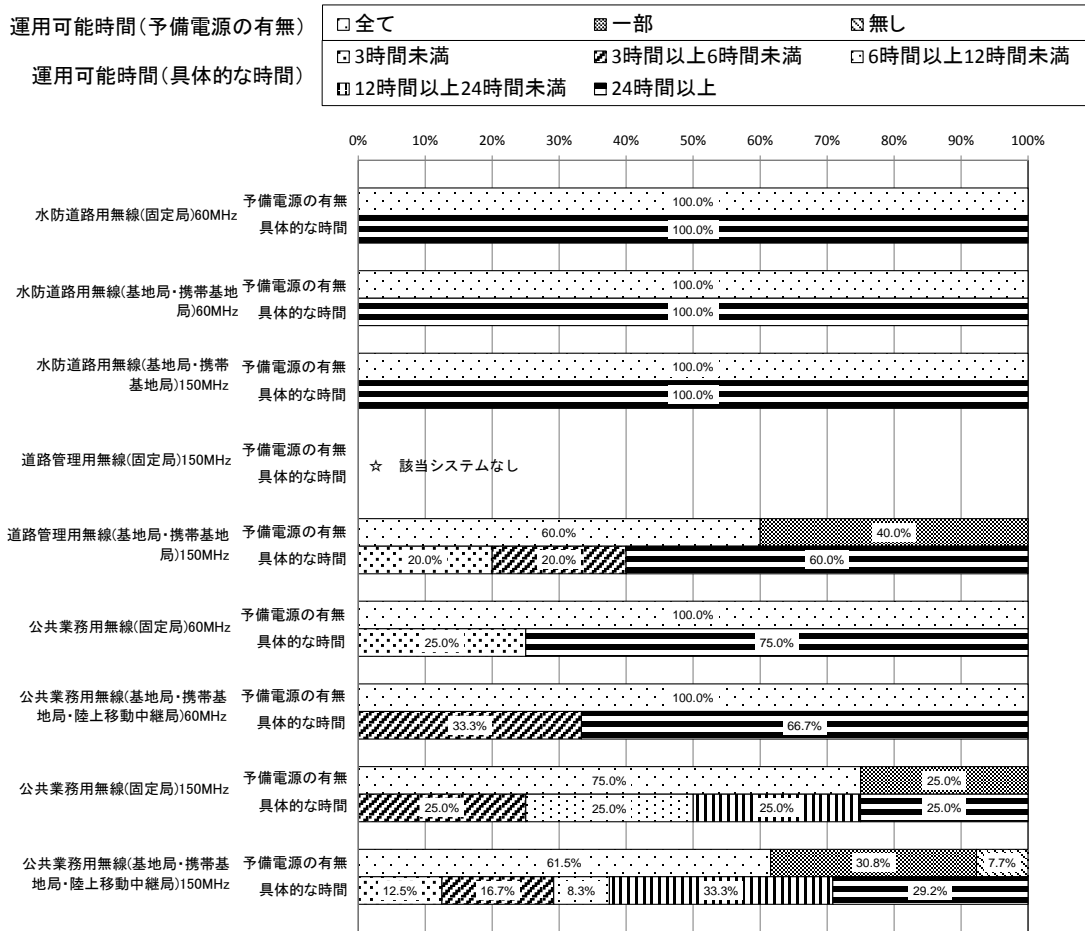 運用可能時間(予備電源の有無)
全て 一部 無し
運用可能時間(具体的な時間)
3時間未満 3時間以上6時間未満 6時間以上12時間未満
12時間以上24時間未満 24時間以上
0% 10% 20% 30% 40% 50% 60% 70% 80% 90% 100%
水防道路用無線(固定局)60MHz
予備電源の有無
100.0%
具体的な時間
100.0%
水防道路用無線(基地局・携帯基地
局)60MHz
予備電源の有無
100.0%
具体的な時間
100.0%
水防道路用無線(基地局・携帯
基地局)150MHz
予備電源の有無
100.0%
具体的な時間
100.0%
道路管理用無線(固定局)150MHz
予備電源の有無
具体的な時間
☆ 該当システムなし
道路管理用無線(基地局・携帯基地
局)150MHz
予備電源の有無
60.0% 40.0%
具体的な時間
20.0% 20.0% 60.0%
公共業務用無線(固定局)60MHz
予備電源の有無
100.0%
具体的な時間
25.0% 75.0%
公共業務用無線(基地局・携帯基
地局・陸上移動中継局)60MHz
予備電源の有無
100.0%
具体的な時間
33.3% 66.7%
公共業務用無線(固定局)150MHz
予備電源の有無
75.0% 25.0%
具体的な時間
25.0% 25.0% 25.0% 25.0%
公共業務用無線(基地局・携帯基
地局・陸上移動中継局)150MHz
予備電源の有無
61.5% 30.8% 7.7%
具体的な時間
12.5% 16.7% 8.3% 33.3% 29.2%